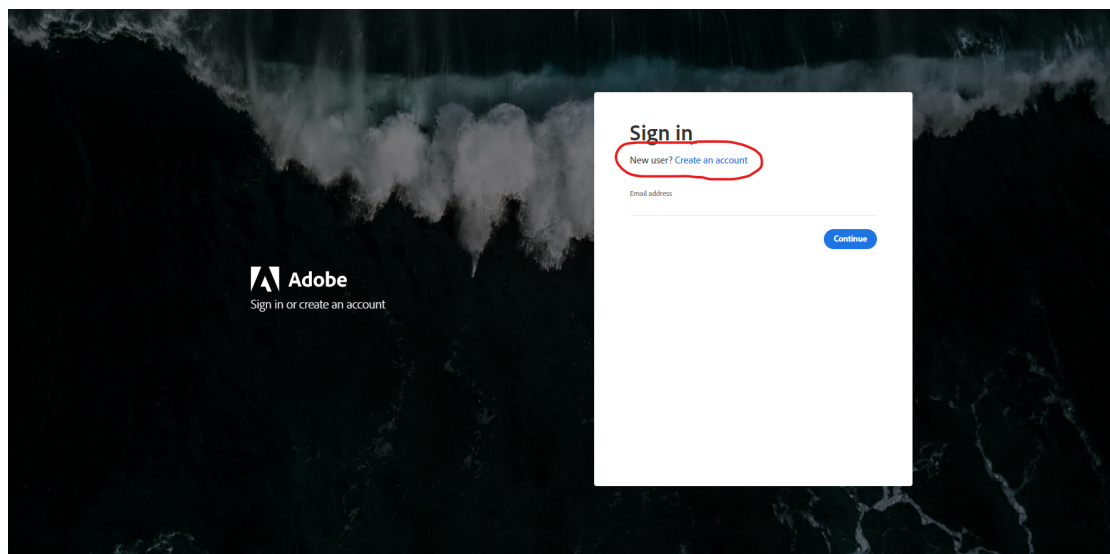 Adobe
Sign in or create an account
Sign in
New user? Create an account
Email address
Continue